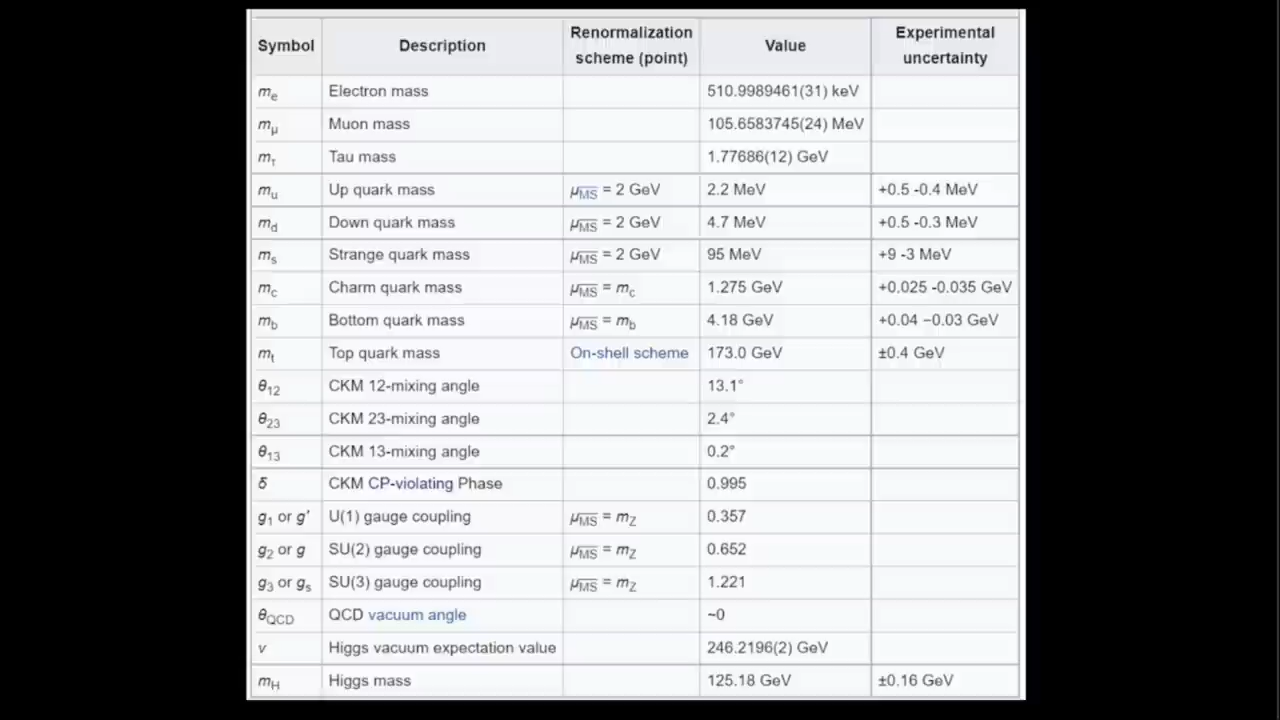 Symbol Description Renormalization scheme (point) Value Experimental uncertainty
me Electron mass 510.9989461(31) keV
mμ Muon mass 105.6583745(24) MeV
mτ Tau mass 1.77686(12) GeV
mu Up quark mass μMS = 2 GeV 2.2 MeV +0.5 -0.4 MeV
md Down quark mass μMS = 2 GeV 4.7 MeV +0.5 -0.3 MeV
ms Strange quark mass μMS = 2 GeV 95 MeV +9 -3 MeV
mc Charm quark mass μMS = mc 1.275 GeV +0.025 -0.035 GeV
mb Bottom quark mass μMS = mb 4.18 GeV +0.04 −0.03 GeV
mt Top quark mass On-shell scheme 173.0 GeV ±0.4 GeV
θ12 CKM 12-mixing angle 13.1°
θ23 CKM 23-mixing angle 2.4°
θ13 CKM 13-mixing angle 0.2°
δ CKM CP-violating Phase 0.995
g1 or g' U(1) gauge coupling μMS = mZ 0.357
g2 or g SU(2) gauge coupling μMS = mZ 0.652
g3 or gs SU(3) gauge coupling μMS = mZ 1.221
θQCD QCD vacuum angle ~0
v Higgs vacuum expectation value 246.2196(2) GeV
mH Higgs mass 125.18 GeV ±0.16 GeV